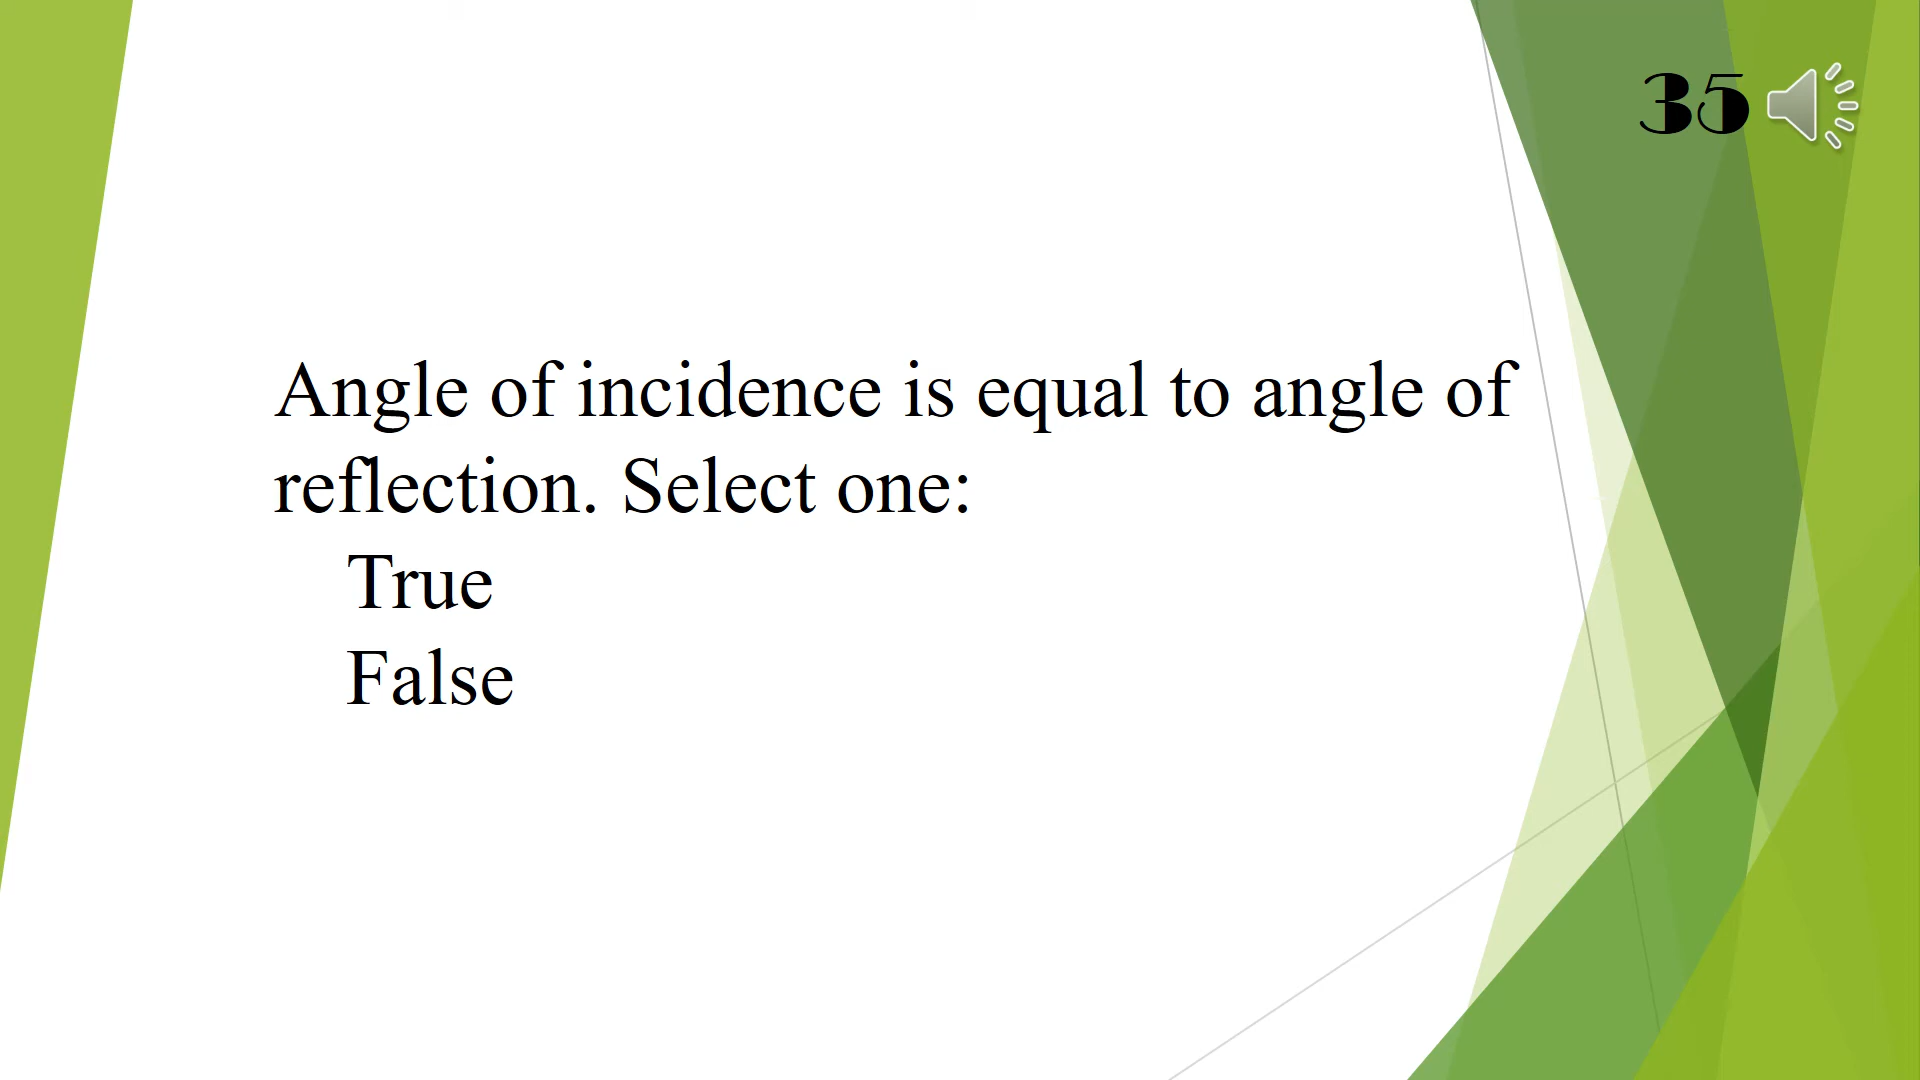 35
Angle of incidence is equal to angle of
reflection. Select one:
True
False